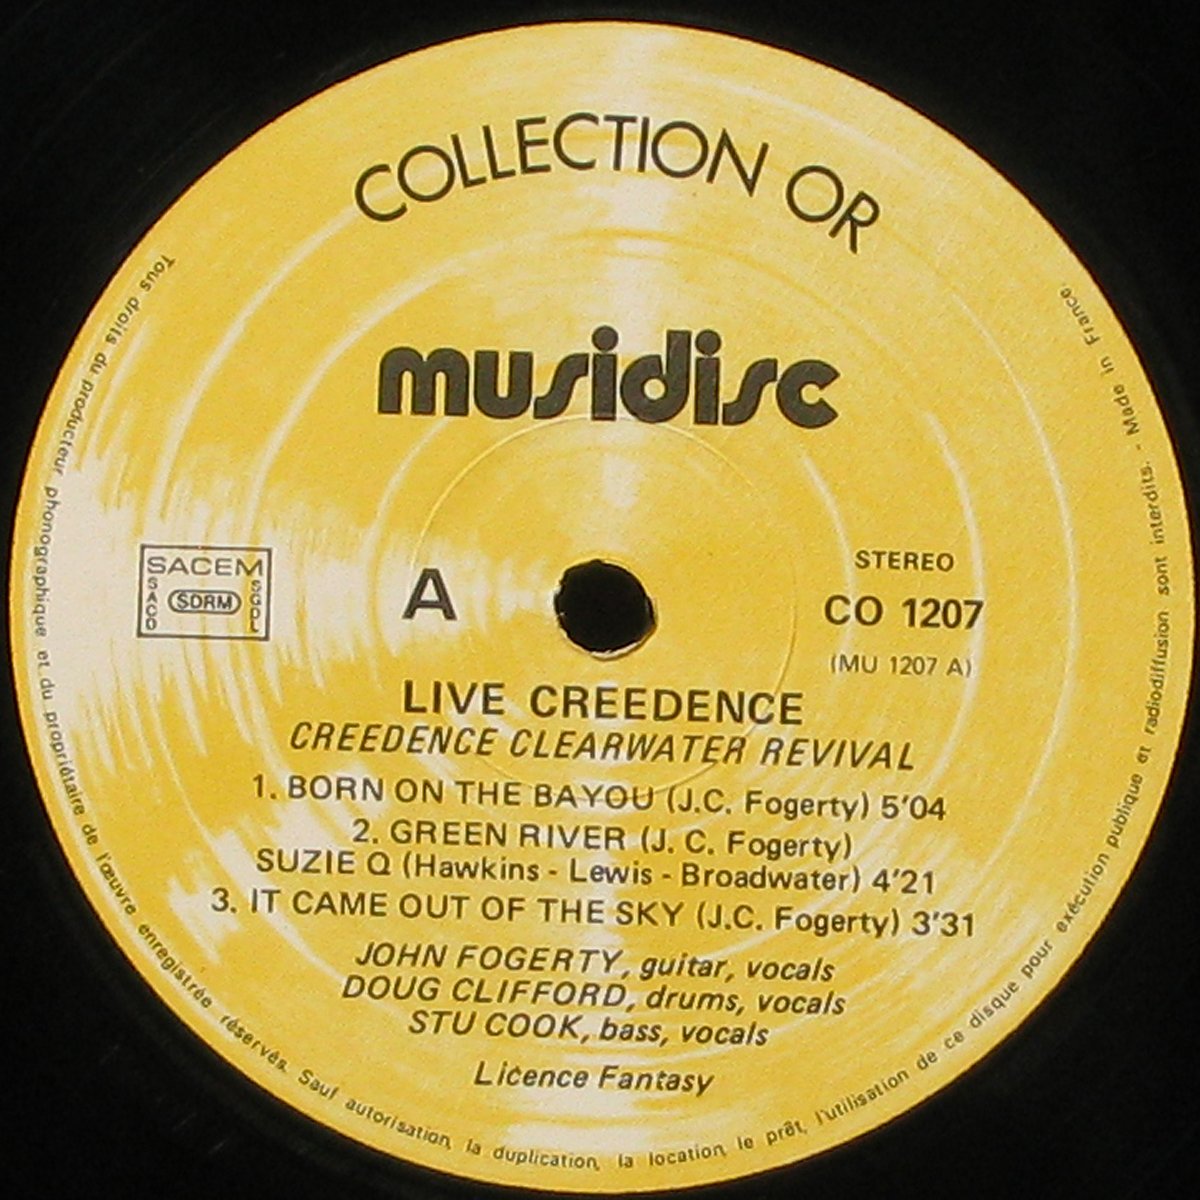 COLLECTION OR
musidisc
SACEM
SACD
SDRM
SGDL
A
STEREO
CO 1207
(MU 1207 A)
LIVE CREEDENCE
CREEDENCE CLEARWATER REVIVAL
1. BORN ON THE BAYOU (J.C. Fogerty) 5'04
2. GREEN RIVER (J. C. Fogerty)
SUZIE Q (Hawkins - Lewis - Broadwater) 4'21
3. IT CAME OUT OF THE SKY (J.C. Fogerty) 3'31
JOHN FOGERTY, guitar, vocals
DOUG CLIFFORD, drums, vocals
STU COOK, bass, vocals
Licence Fantasy
Tous droits du producteur phonographique et du propriétaire de l'œuvre enregistrée réservés. Sauf autorisation, la duplication, la location, le prêt, l'utilisation de ce disque pour exécution publique et radiodiffusion sont interdits. - Made in France.